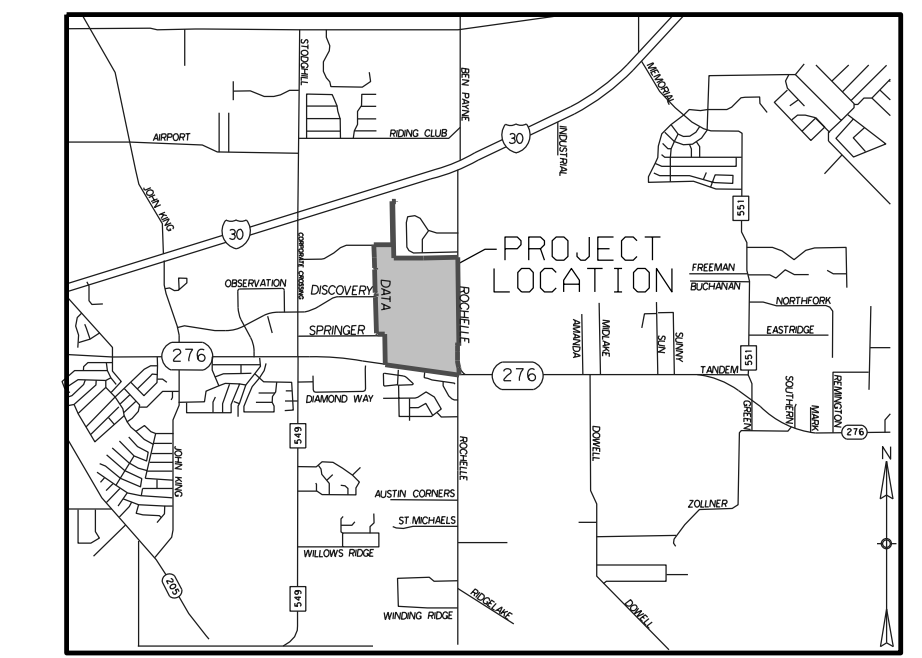 STODGHILL
BEN PAYNE
MEMORIAL
AIRPORT
RIDING CLUB
30
INDUSTRIAL
JOHN KING
551
30
CORPORATE CROSSING
PROJECT
LOCATION
FREEMAN
BUCHANAN
OBSERVATION
DISCOVERY
DATA
ROCHELLE
NORTHFORK
SPRINGER
AMANDA
MIDLAKE
SUN
SUNNY
EASTRIDGE
276
551
276
TANDEM
DIAMOND WAY
GREEN
SOUTHERN
MARK
REMINGTON
276
549
ROCHELLE
DOWELL
N
JOHN KING
AUSTIN CORNERS
ZOLLNER
ST MICHAELS
WILLOWS RIDGE
205
549
WINDING RIDGE
RIDGELAKE
DOWELL